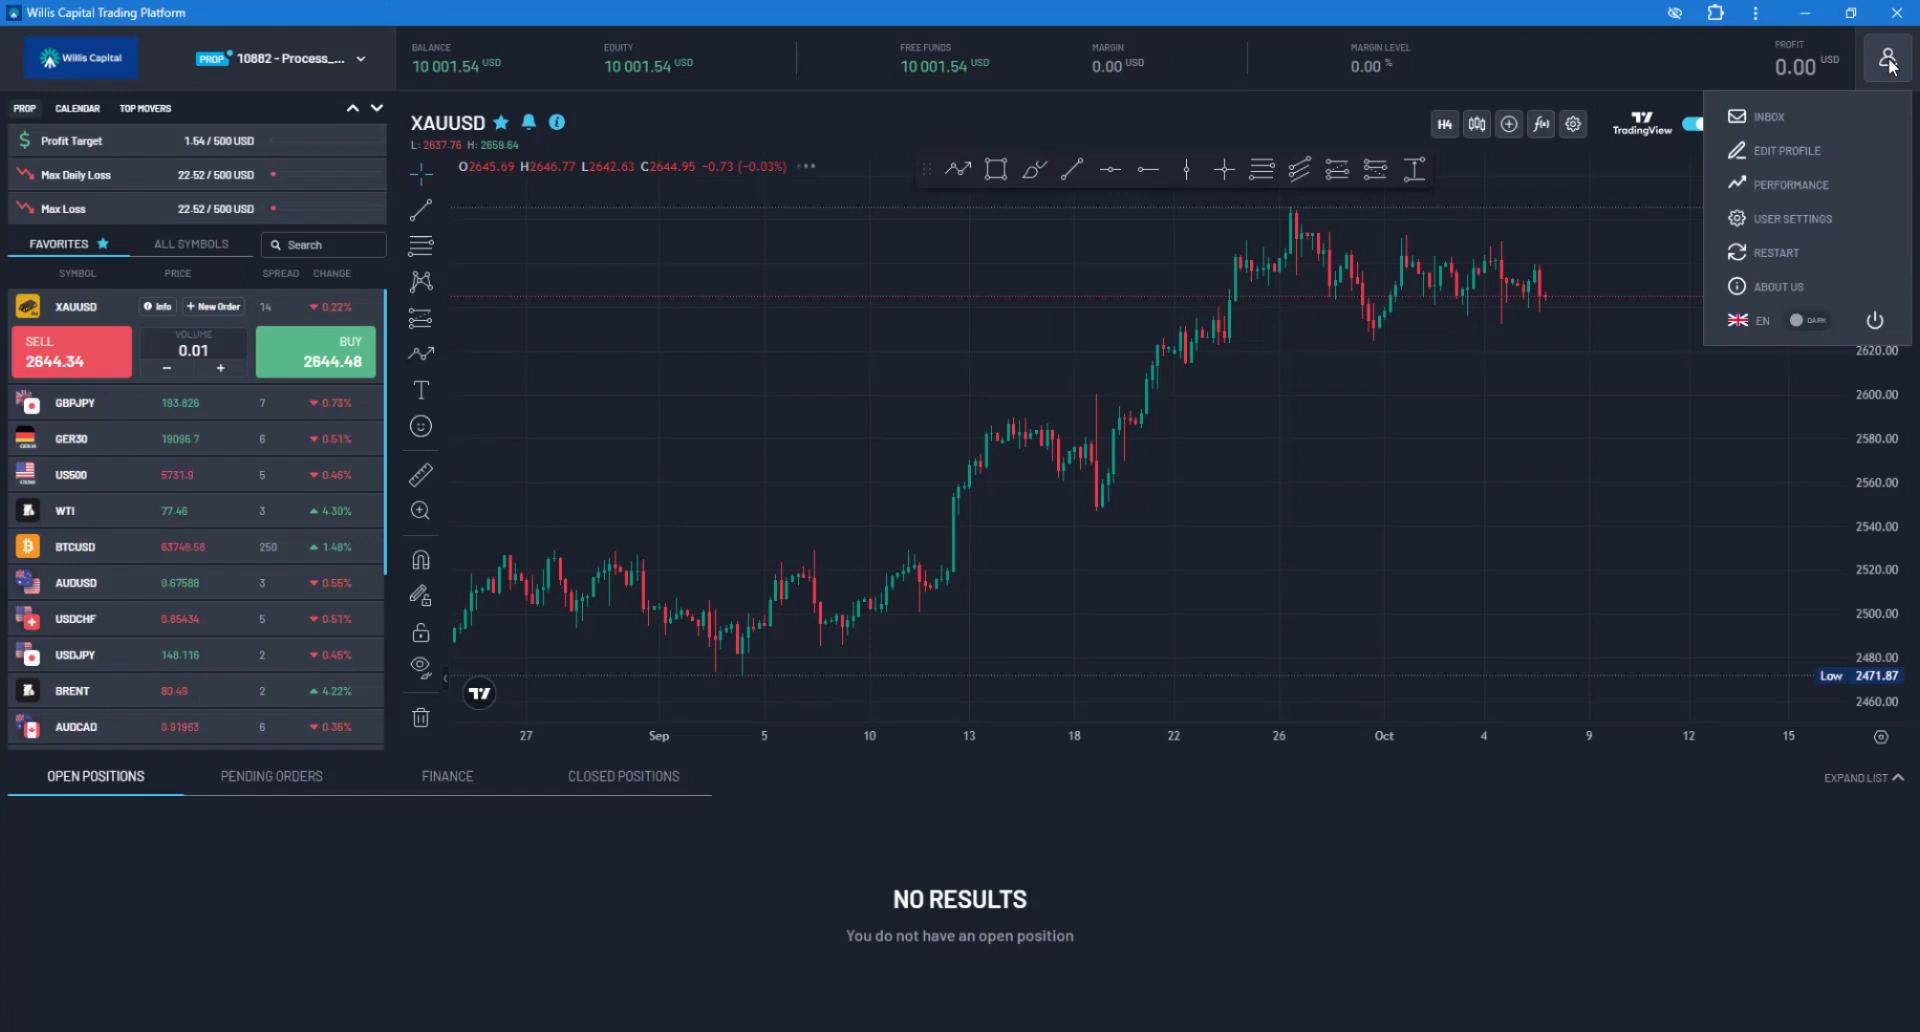 Willis Capital Trading Platform
Willis Capital
PROP 10882 - Process_...
BALANCE
10 001.54 USD
EQUITY
10 001.54 USD
FREE FUNDS
10 001.54 USD
MARGIN
0.00 USD
MARGIN LEVEL
0.00 %
PROFIT
0.00 USD
PROP CALENDAR TOP MOVERS
Profit Target 1.54 / 500 USD
Max Daily Loss 22.52 / 500 USD
Max Loss 22.52 / 500 USD
FAVORITES ALL SYMBOLS Search
SYMBOL PRICE SPREAD CHANGE
XAUUSD Info + New Order 14 0.22%
SELL
2644.34
VOLUME
0.01
− +
BUY
2644.48
GBPJPY 193.826 7 0.73%
GER30 19096.7 6 0.51%
US500 5731.9 5 0.46%
WTI 77.46 3 4.30%
BTCUSD 63748.58 250 1.48%
AUDUSD 0.67588 3 0.55%
USDCHF 0.85434 5 0.51%
USDJPY 148.116 2 0.45%
BRENT 80.49 2 4.22%
AUDCAD 0.91963 6 0.36%
XAUUSD
L: 2637.76 H: 2659.64
O2645.69 H2646.77 L2642.63 C2644.95 -0.73 (-0.03%)
H4
TradingView
INBOX
EDIT PROFILE
PERFORMANCE
USER SETTINGS
RESTART
ABOUT US
EN DARK
2620.00
2600.00
2580.00
2560.00
2540.00
2520.00
2500.00
2480.00
Low 2471.87
2460.00
27 Sep 5 10 13 18 22 26 Oct 4 9 12 15
OPEN POSITIONS PENDING ORDERS FINANCE CLOSED POSITIONS
EXPAND LIST
NO RESULTS
You do not have an open position